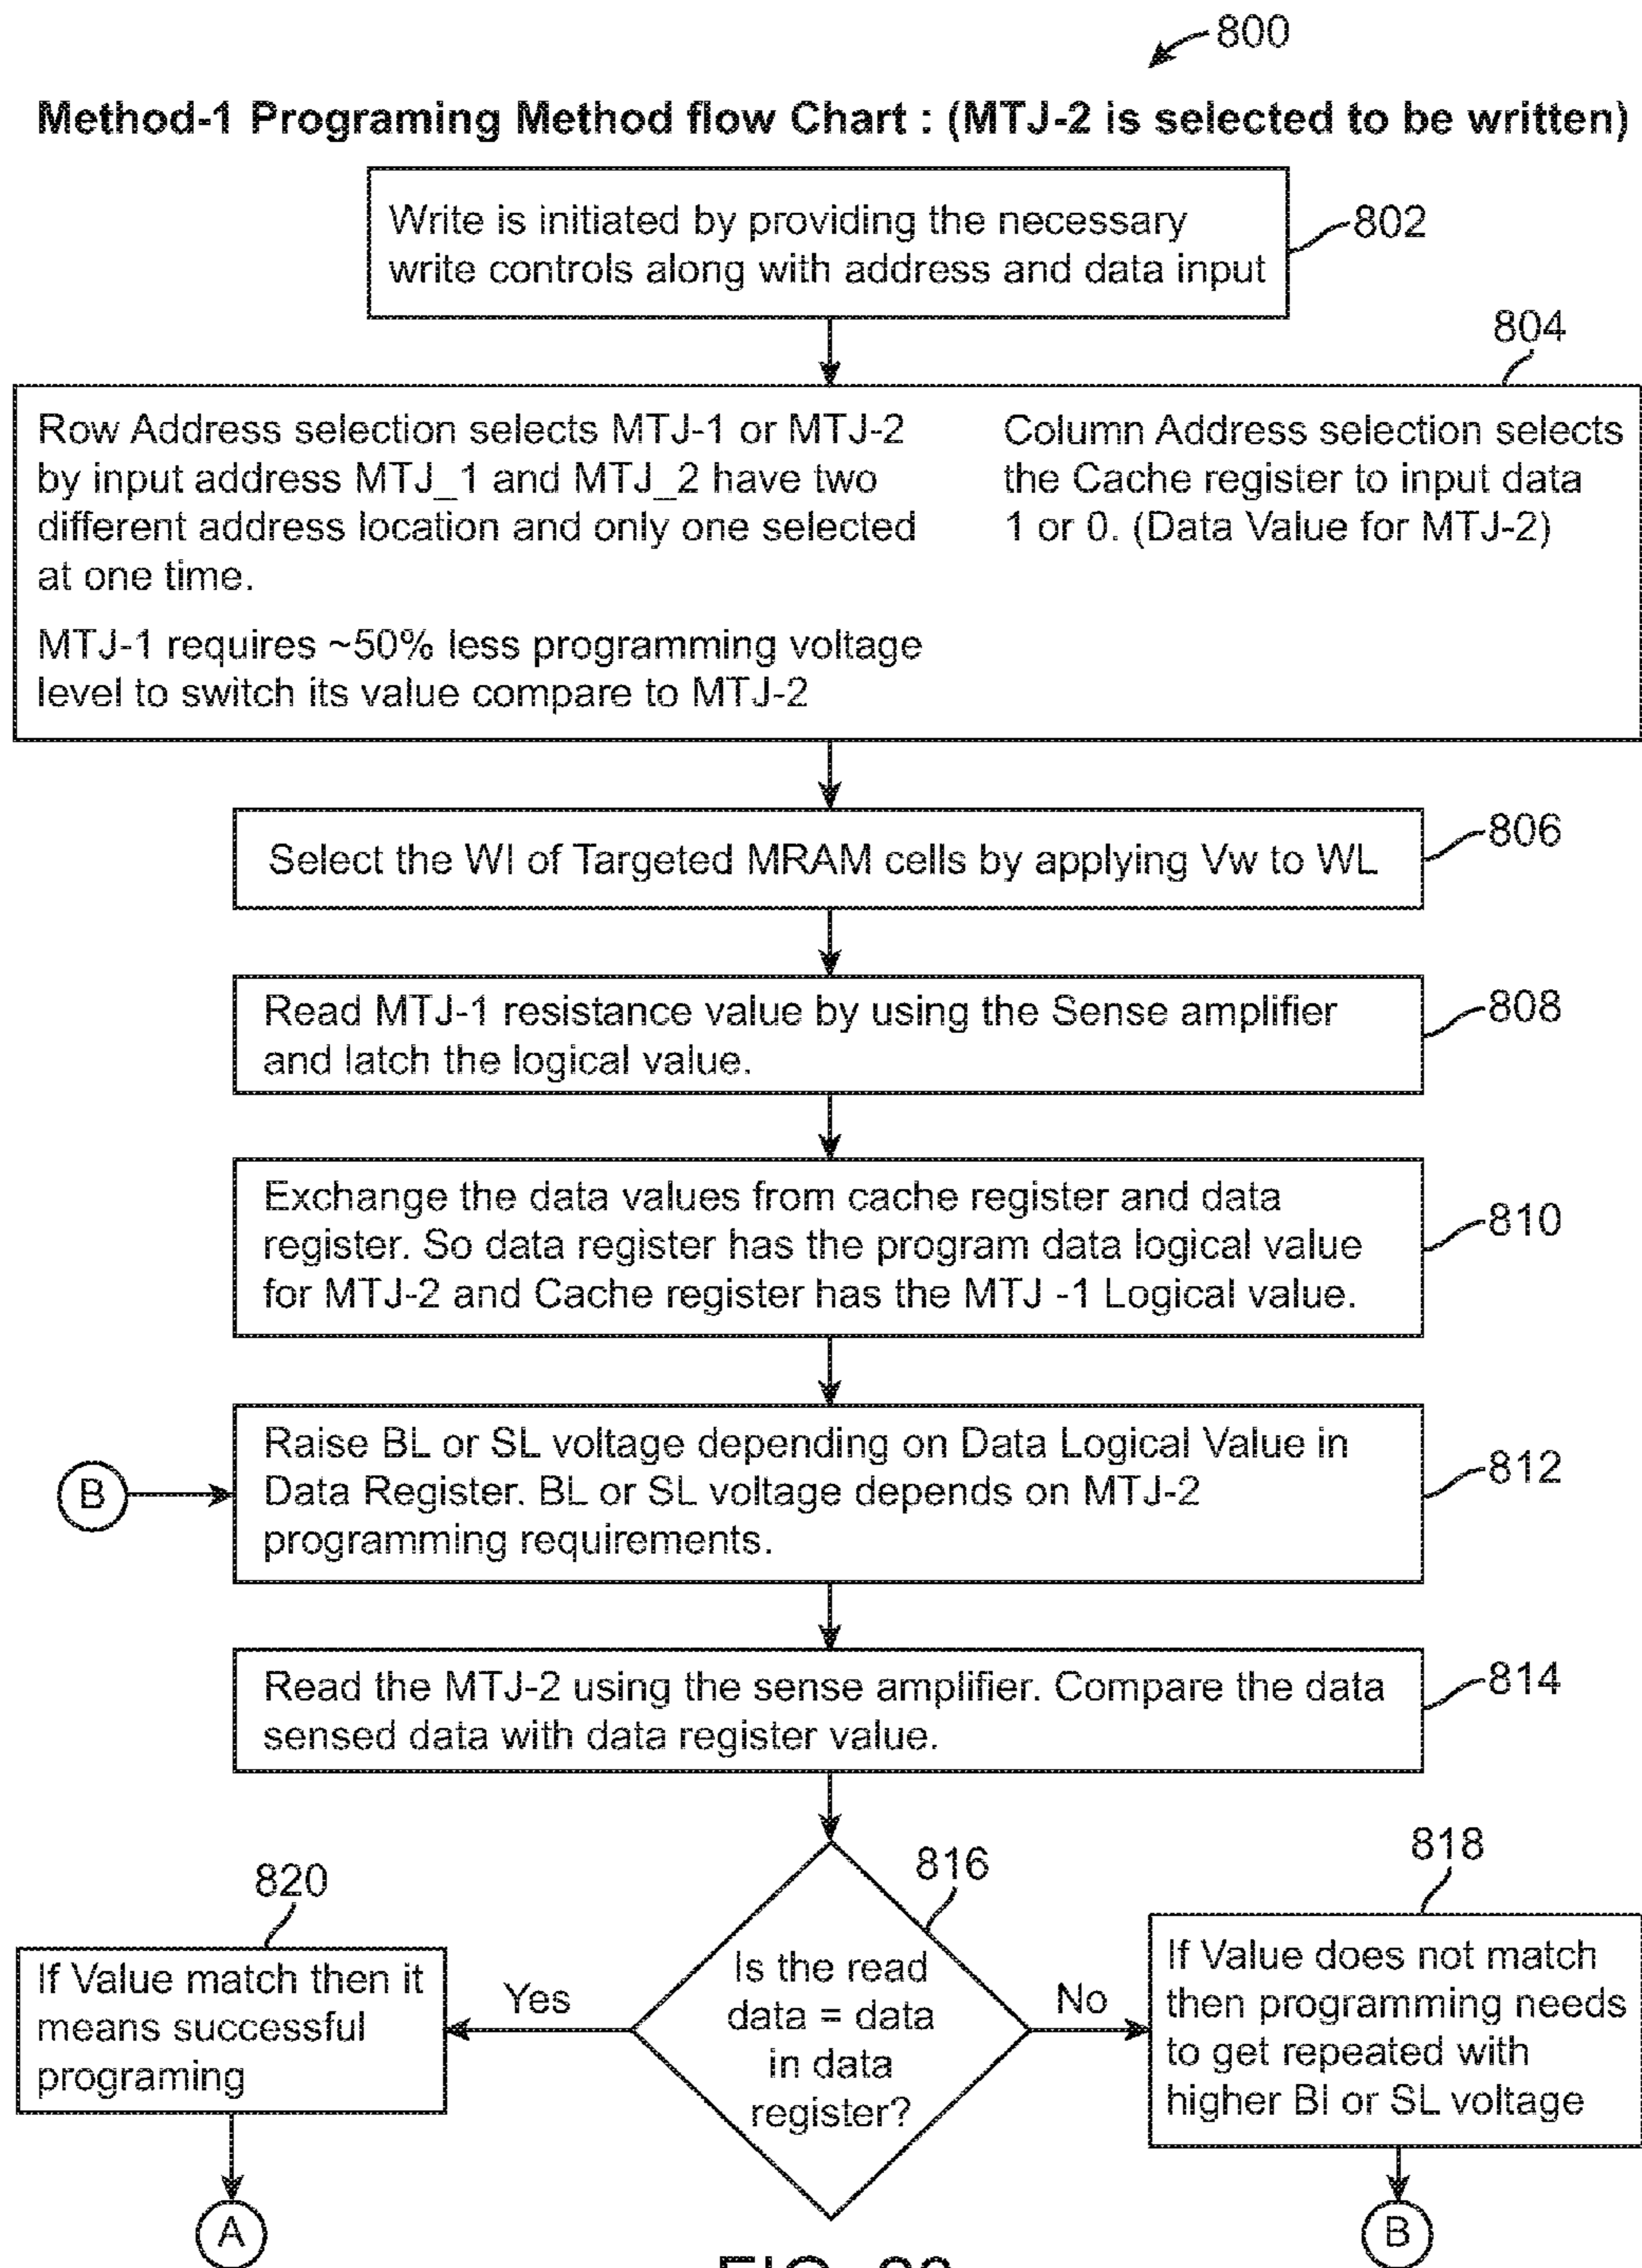 800
Method-1 Programing Method flow Chart : (MTJ-2 is selected to be written)
Write is initiated by providing the necessary
write controls along with address and data input
802
804
Row Address selection selects MTJ-1 or MTJ-2
by input address MTJ_1 and MTJ_2 have two
different address location and only one selected
at one time.
MTJ-1 requires ~50% less programming voltage
level to switch its value compare to MTJ-2
Column Address selection selects
the Cache register to input data
1 or 0. (Data Value for MTJ-2)
Select the Wl of Targeted MRAM cells by applying Vw to WL
806
Read MTJ-1 resistance value by using the Sense amplifier
and latch the logical value.
808
Exchange the data values from cache register and data
register. So data register has the program data logical value
for MTJ-2 and Cache register has the MTJ -1 Logical value.
810
B
Raise BL or SL voltage depending on Data Logical Value in
Data Register. BL or SL voltage depends on MTJ-2
programming requirements.
812
Read the MTJ-2 using the sense amplifier. Compare the data
sensed data with data register value.
814
816
Is the read
data = data
in data
register?
Yes
No
820
If Value match then it
means successful
programing
A
818
If Value does not match
then programming needs
to get repeated with
higher Bl or SL voltage
B